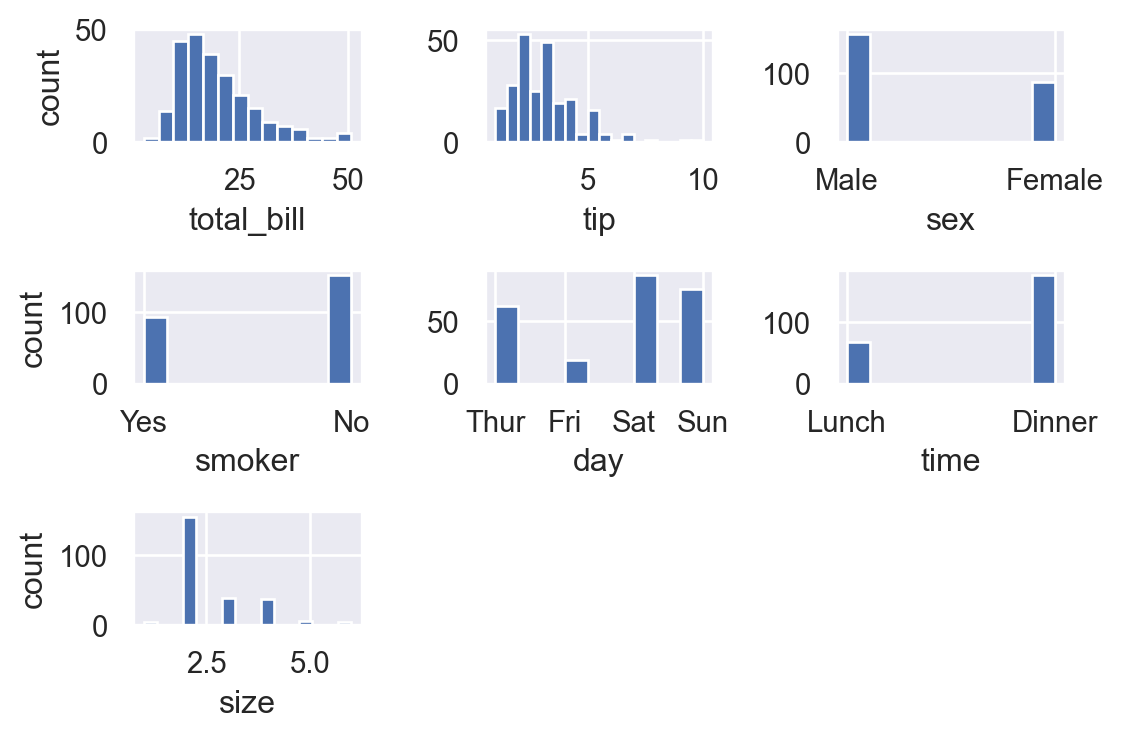 50
0
count
25
50
total_bill
50
0
5
10
tip
100
0
Male
Female
sex
100
0
count
Yes
No
smoker
50
0
Thur
Fri
Sat
Sun
day
100
0
Lunch
Dinner
time
100
0
count
2.5
5.0
size